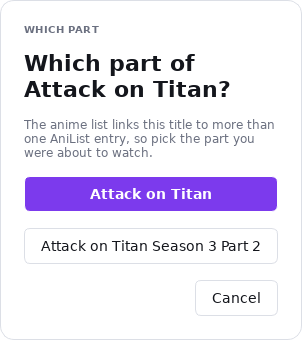 WHICH PART
Which part of
Attack on Titan?
The anime list links this title to more than
one AniList entry, so pick the part you
were about to watch.
Attack on Titan
Attack on Titan Season 3 Part 2
Cancel